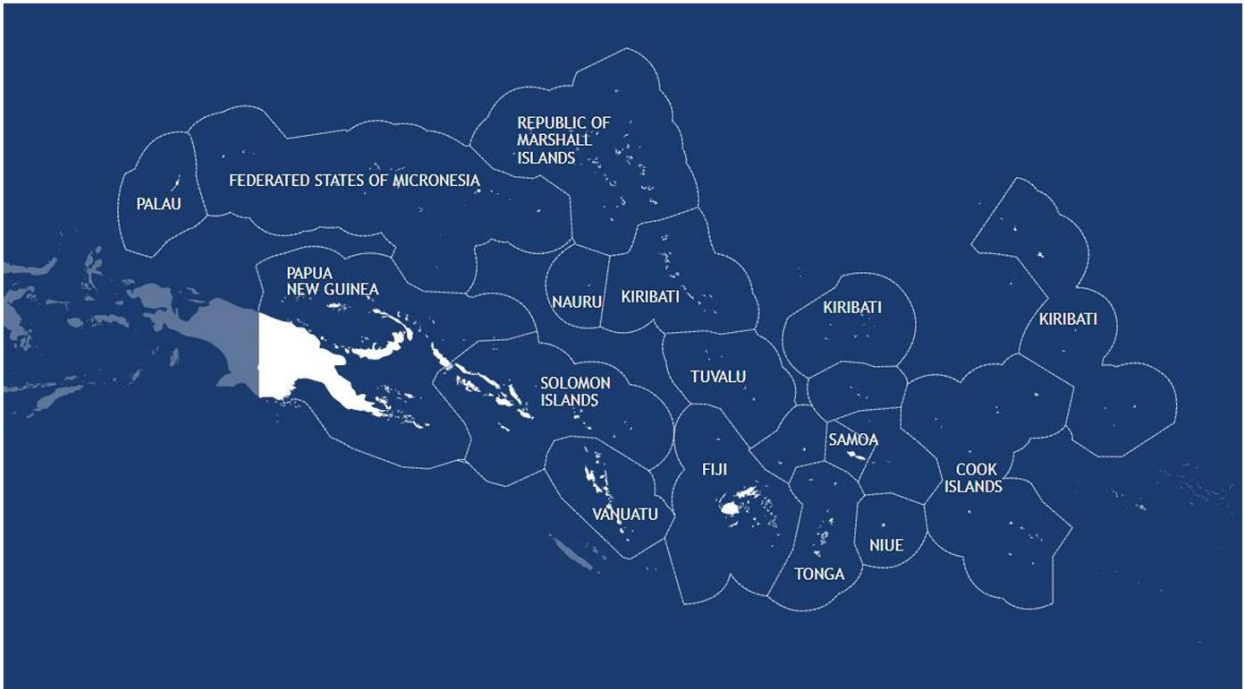 REPUBLIC OF
MARSHALL
ISLANDS
FEDERATED STATES OF MICRONESIA
PALAU
PAPUA
NEW GUINEA
NAURU
KIRIBATI
KIRIBATI
KIRIBATI
TUVALU
SOLOMON
ISLANDS
SAMOA
FIJI
COOK
ISLANDS
VANUATU
NIUE
TONGA